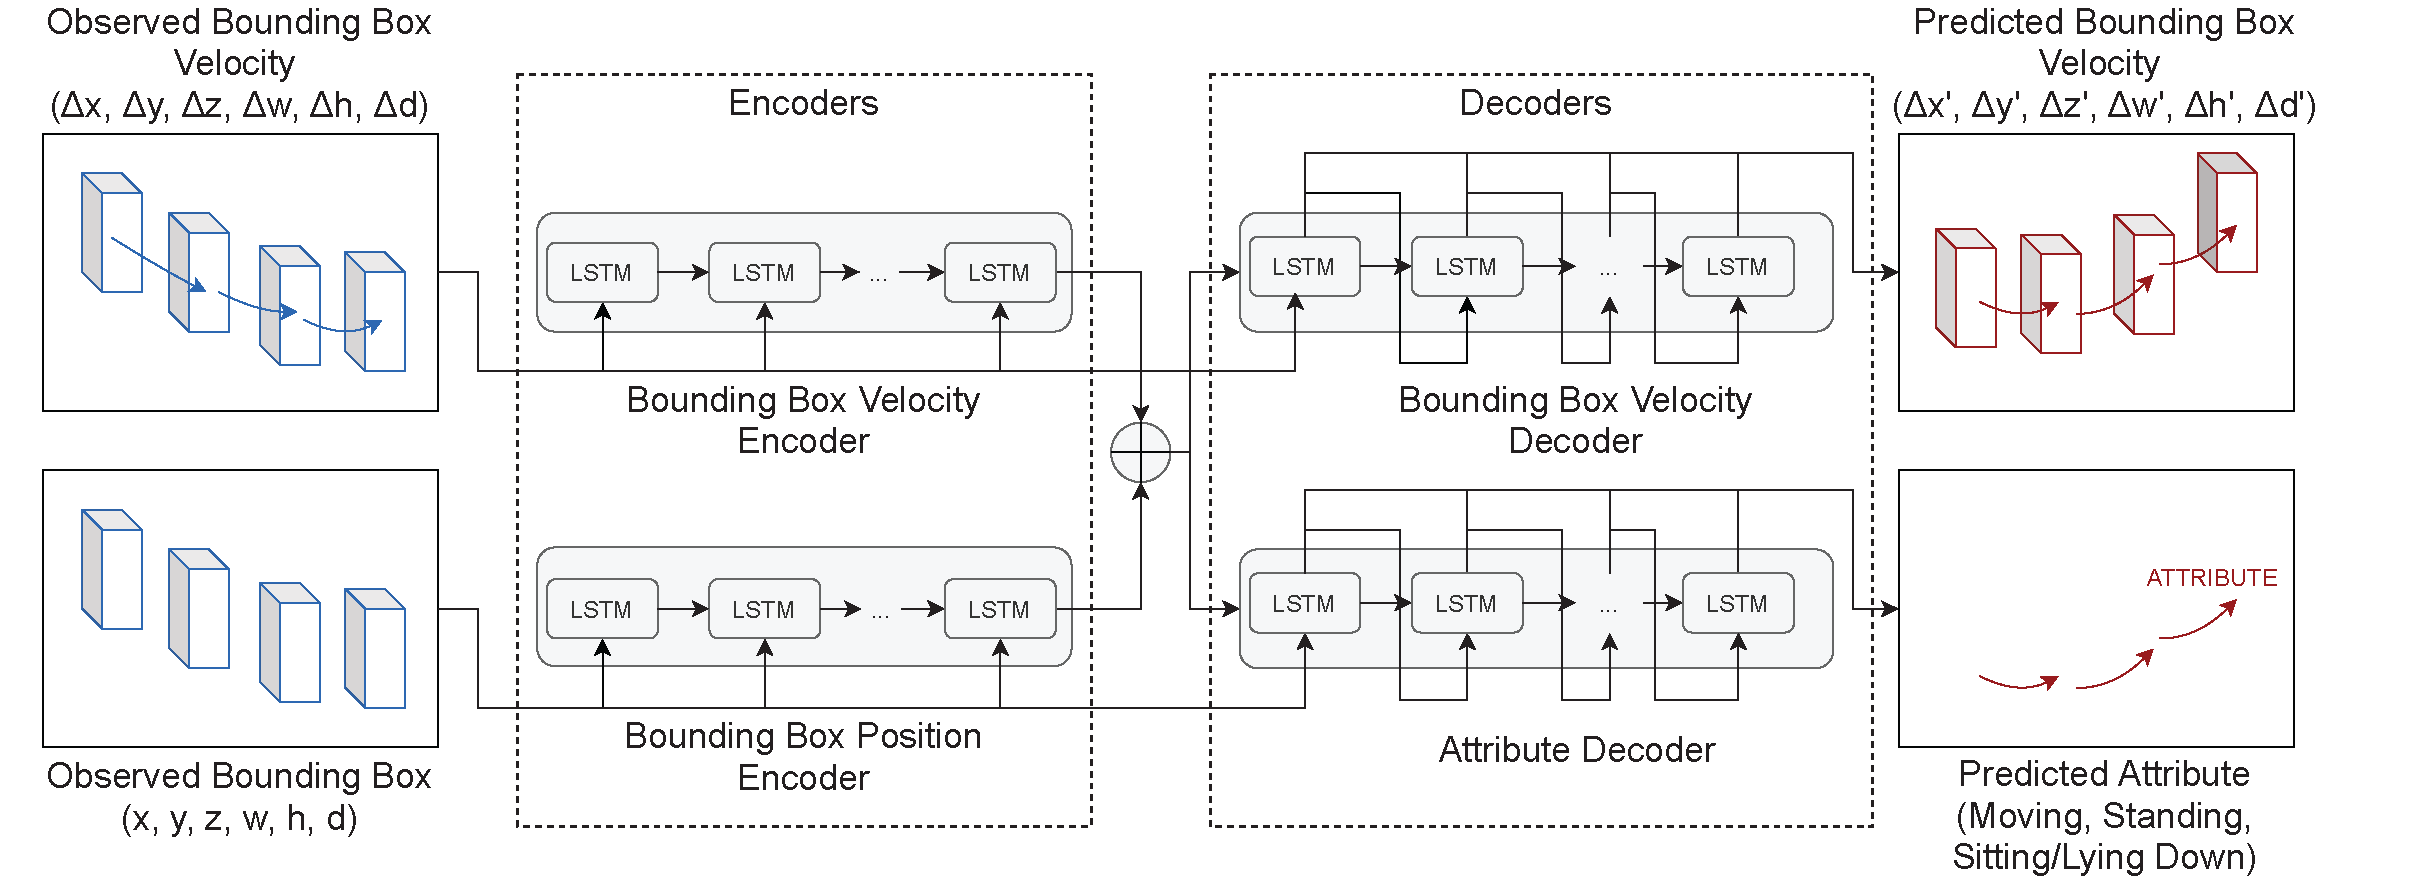 Observed Bounding Box
Velocity
(Δx, Δy, Δz, Δw, Δh, Δd)
Encoders
LSTM
LSTM
...
LSTM
Bounding Box Velocity
Encoder
Decoders
LSTM
LSTM
...
LSTM
Bounding Box Velocity
Decoder
Predicted Bounding Box
Velocity
(Δx', Δy', Δz', Δw', Δh', Δd')
Observed Bounding Box
(x, y, z, w, h, d)
LSTM
LSTM
...
LSTM
Bounding Box Position
Encoder
LSTM
LSTM
...
LSTM
Attribute Decoder
ATTRIBUTE
Predicted Attribute
(Moving, Standing,
Sitting/Lying Down)